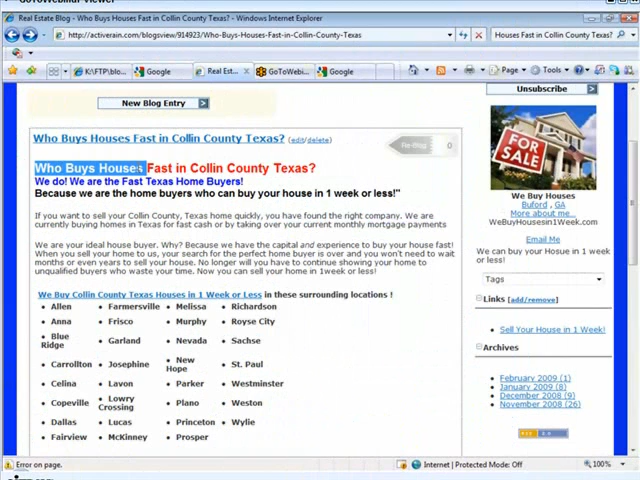 GoToWebinar Viewer
Real Estate Blog - Who Buys Houses Fast in Collin County Texas? - Windows Internet Explorer
http://activerain.com/blogsview/914923/Who-Buys-Houses-Fast-in-Collin-County-Texas
Houses Fast in Collin County Texas?
K:\FTP\blo...
Google
Real Est...
GoToWebi...
Google
Page
Tools
New Blog Entry
Unsubscribe
Who Buys Houses Fast in Collin County Texas? (edit/delete)
Re-Blog 0
Who Buys Houses Fast in Collin County Texas?
We do! We are the Fast Texas Home Buyers!
Because we are the home buyers who can buy your house in 1 week or less!"
If you want to sell your Collin County, Texas home quickly, you have found the right company. We are
currently buying homes in Texas for fast cash or by taking over your current monthly mortgage payments
We are your ideal house buyer. Why? Because we have the capital and experience to buy your house fast!
When you sell your home to us, your search for the perfect home buyer is over and you won't need to wait
months or even years to sell your house. No longer will you have to continue showing your home to
unqualified buyers who waste your time. Now you can sell your home in 1week or less!
We Buy Collin County Texas Houses in 1 Week or Less in these surrounding locations !
• Allen • Farmersville • Melissa • Richardson
• Anna • Frisco • Murphy • Royse City
• Blue Ridge • Garland • Nevada • Sachse
• Carrollton • Josephine • New Hope • St. Paul
• Celina • Lavon • Parker • Westminster
• Copeville • Lowry Crossing • Plano • Weston
• Dallas • Lucas • Princeton • Wylie
• Fairview • McKinney • Prosper
FOR
SALE
We Buy Houses
Buford , GA
More about me...
WeBuyHousesin1Week.com
Email Me
We can buy your Hosue in 1 week
or less!
Tags
Links [add/remove]
Sell Your House in 1 Week!
Archives
February 2009 (1)
January 2009 (8)
December 2008 (9)
November 2008 (26)
Error on page.
Internet | Protected Mode: Off
100%